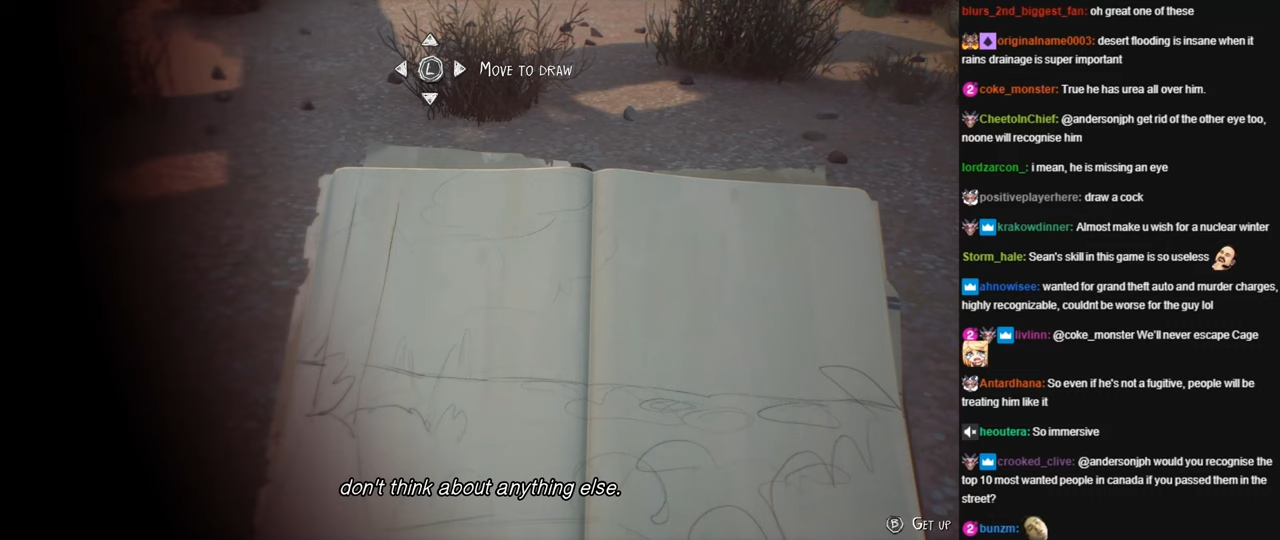 L
MOVE TO DRAW
don't think about anything else.
B GET UP
blurs_2nd_biggest_fan: oh great one of these
originalname0003: desert flooding is insane when it
rains drainage is super important
2 coke_monster: True he has urea all over him.
CheetoInChief: @andersonjph get rid of the other eye too,
noone will recognise him
lordzarcon_: i mean, he is missing an eye
positiveplayerhere: draw a cock
krakowdinner: Almost make u wish for a nuclear winter
Storm_hale: Sean's skill in this game is so useless
ahnowisee: wanted for grand theft auto and murder charges,
highly recognizable, couldnt be worse for the guy lol
2 livlinn: @coke_monster We'll never escape Cage
Antardhana: So even if he's not a fugitive, people will be
treating him like it
heoutera: So immersive
crooked_clive: @andersonjph would you recognise the
top 10 most wanted people in canada if you passed them in the
street?
2 bunzm: